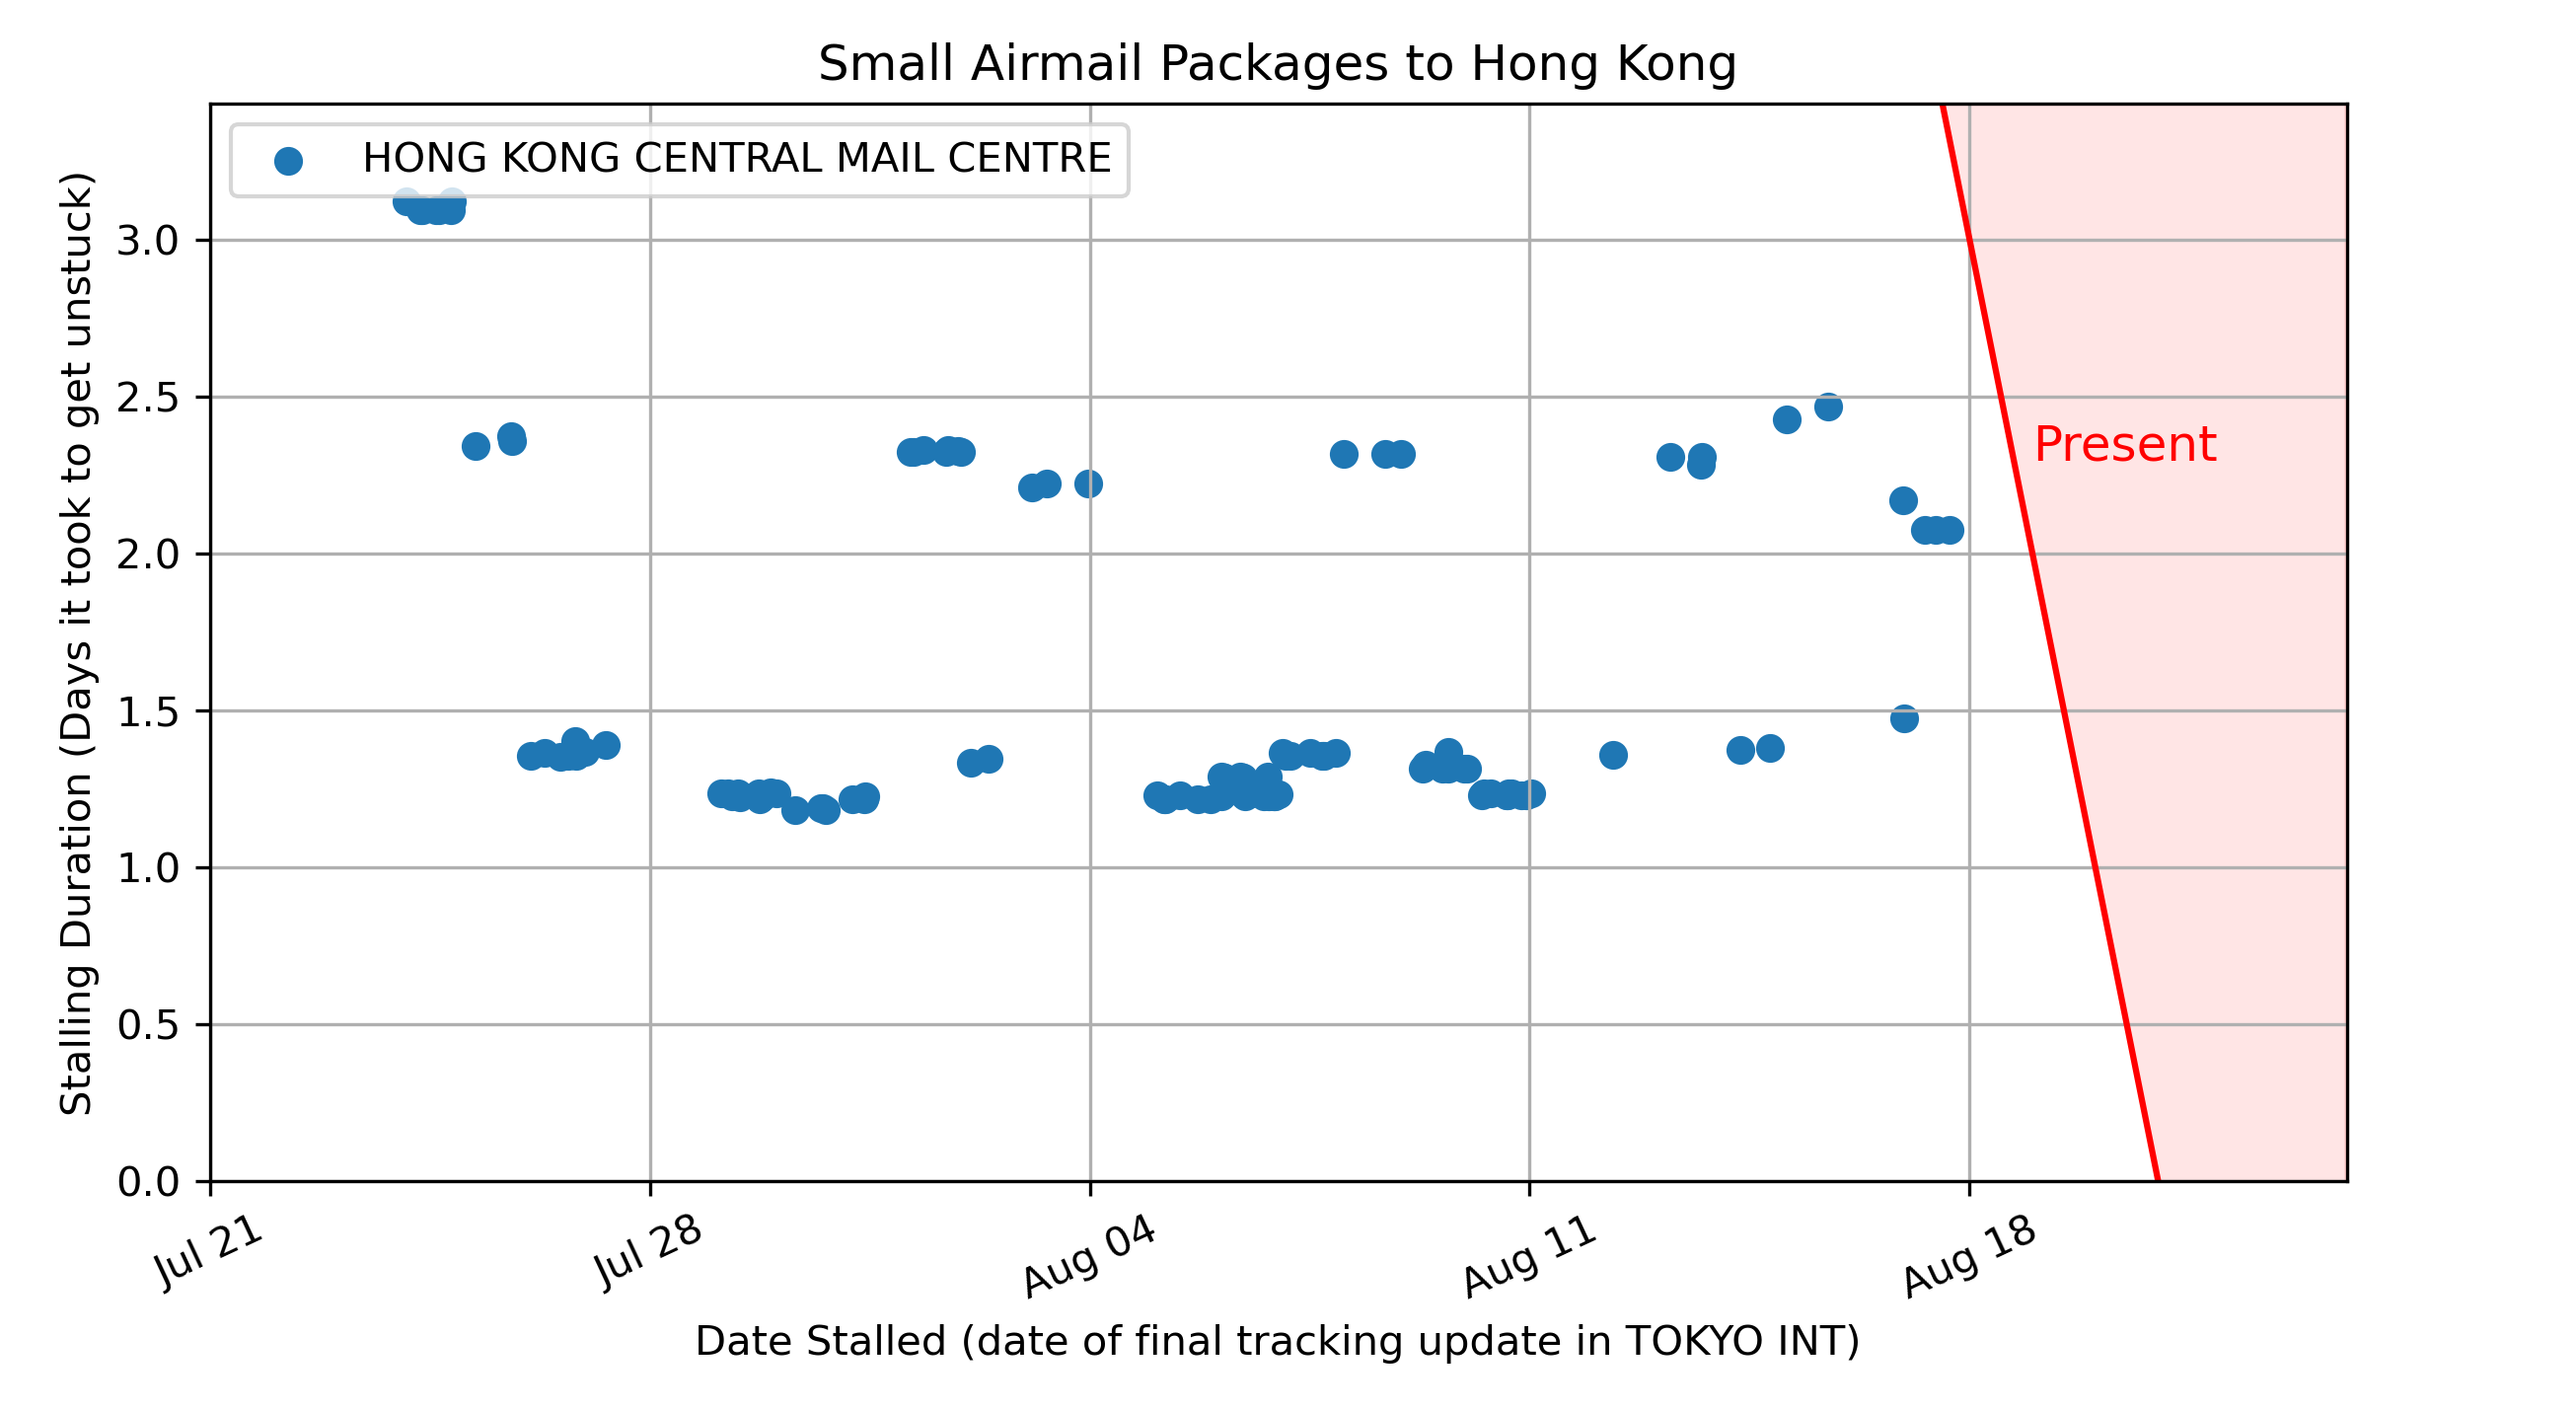 Small Airmail Packages to Hong Kong
HONG KONG CENTRAL MAIL CENTRE
Stalling Duration (Days it took to get unstuck)
3.0
2.5
2.0
1.5
1.0
0.5
0.0
Present
Jul 21
Jul 28
Aug 04
Aug 11
Aug 18
Date Stalled (date of final tracking update in TOKYO INT)